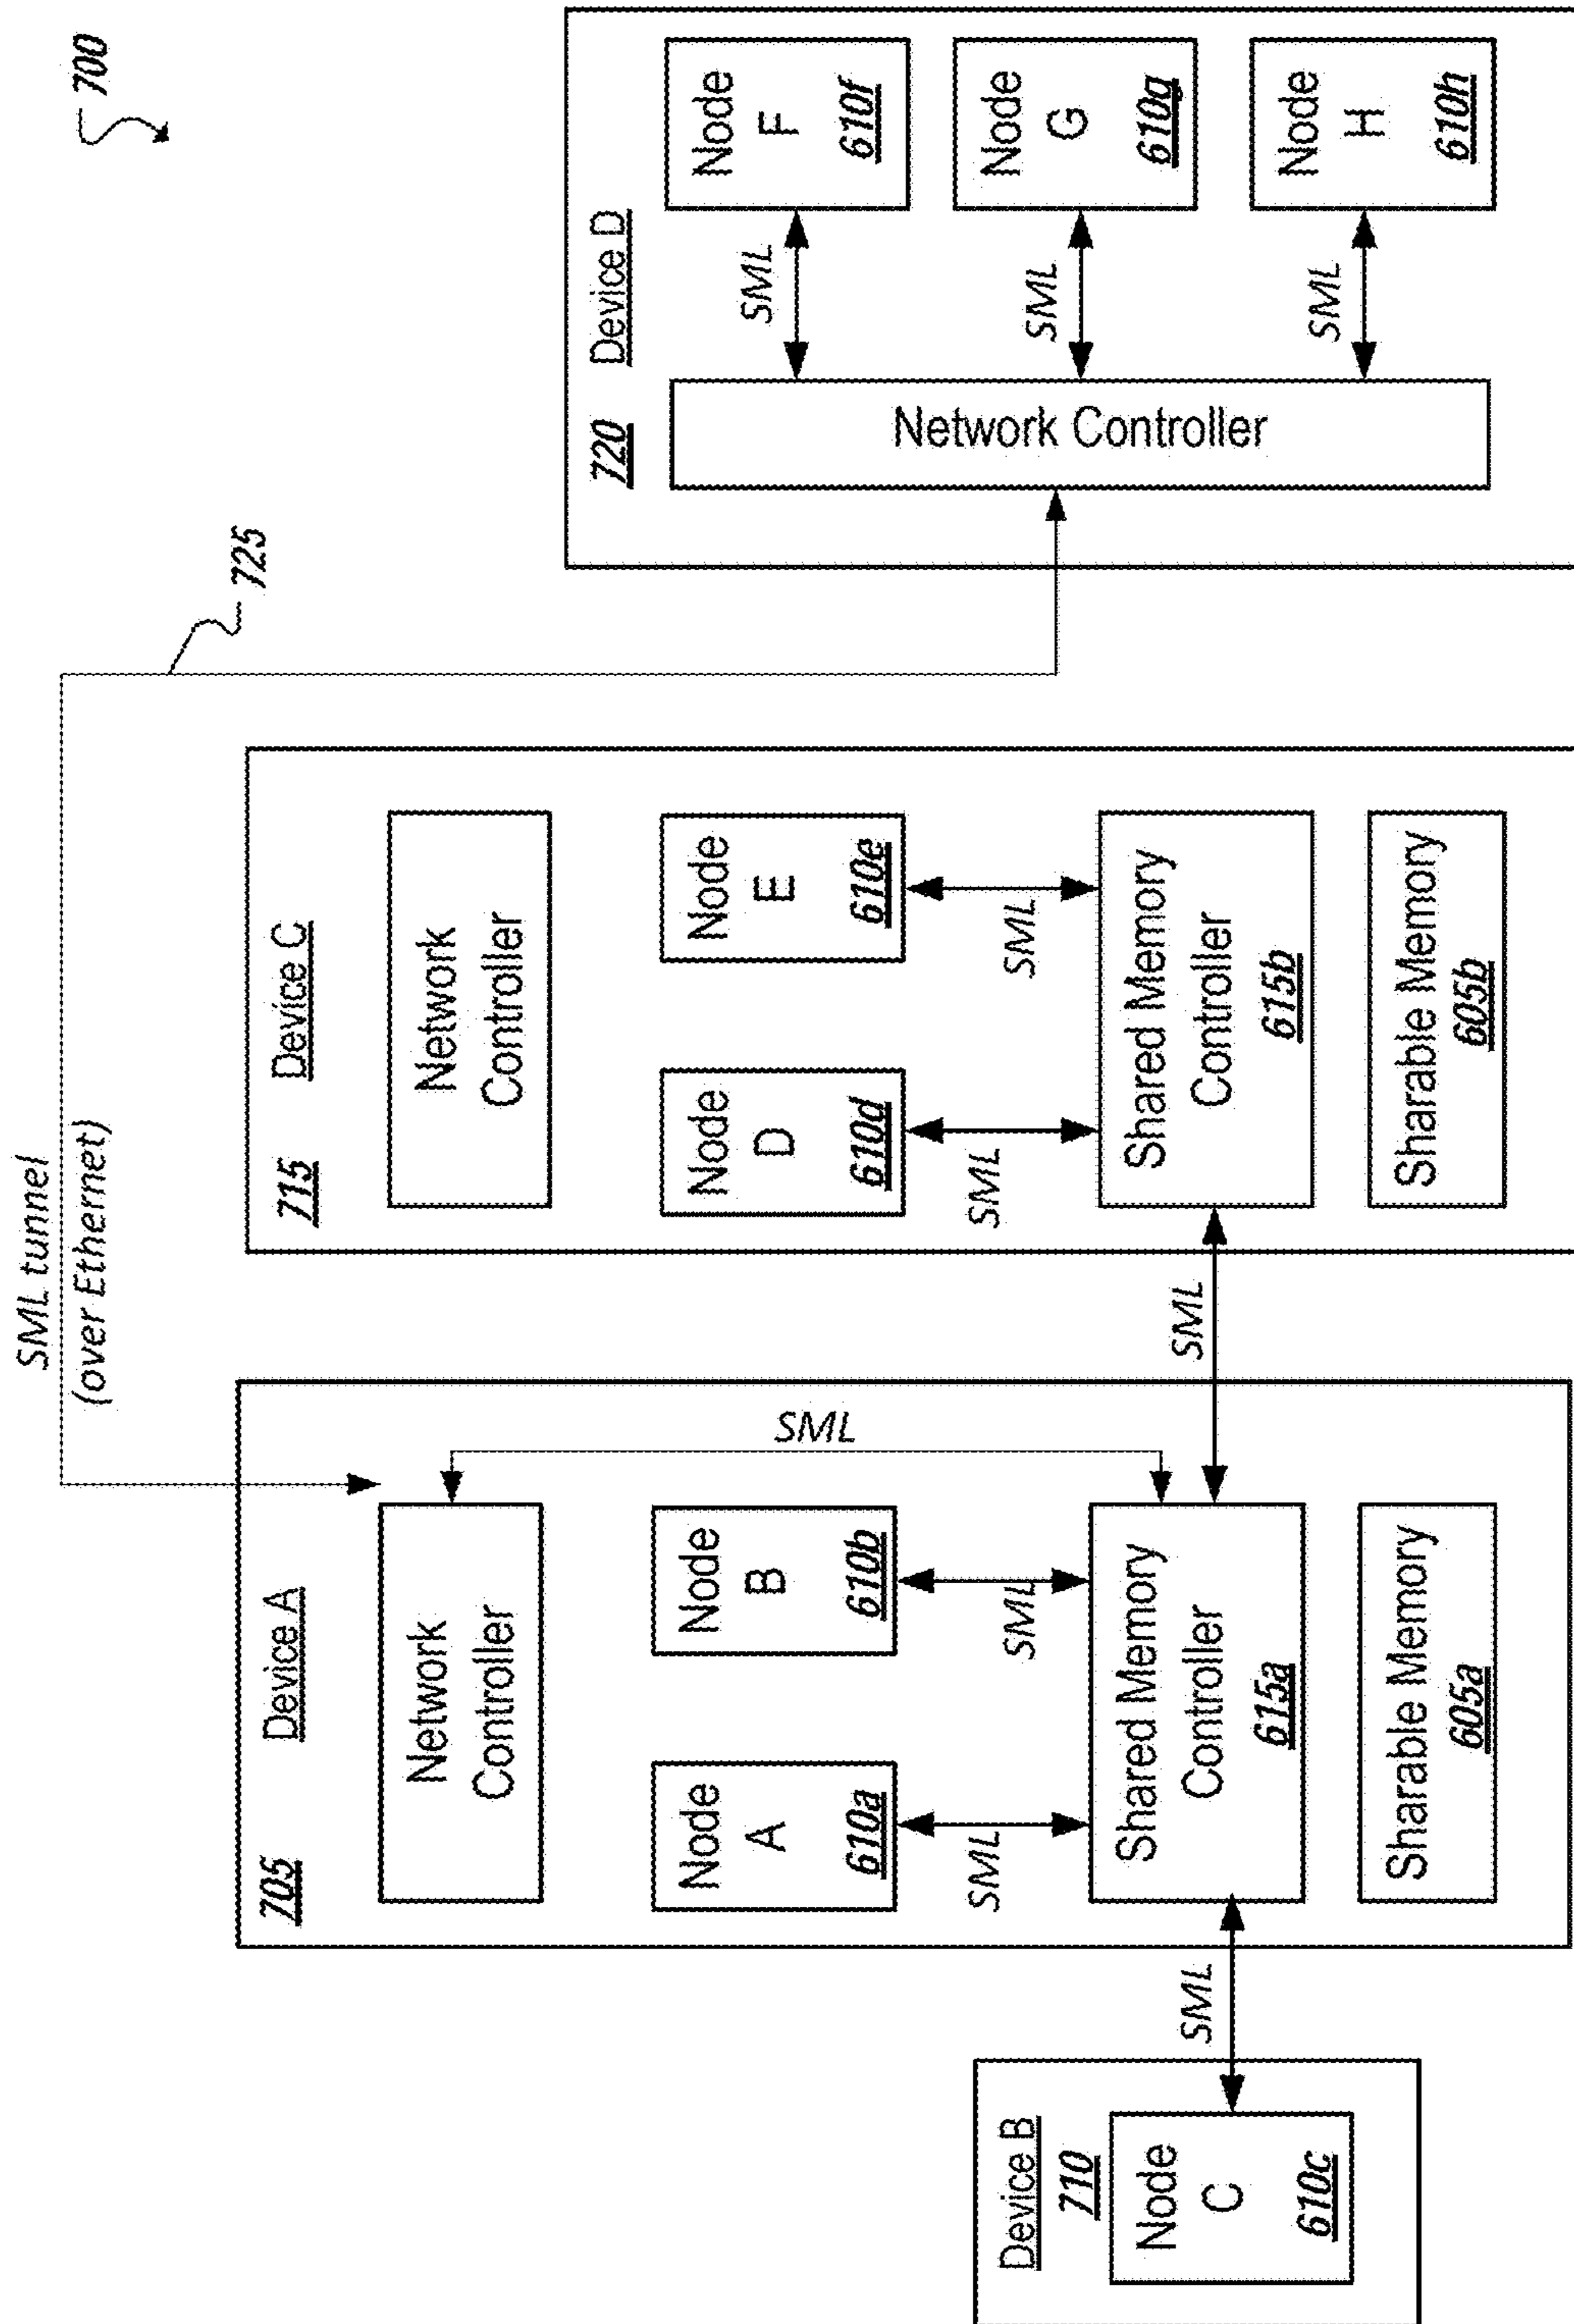 700
SML tunnel
(over Ethernet)
725
705
Device A
Network
Controller
SML
Node
A
610a
Node
B
610b
SML
SML
Shared Memory
Controller
615a
Sharable Memory
605a
Device B
710
Node
C
610c
SML
SML
715
Device C
Network
Controller
Node
D
610d
Node
E
610e
SML
SML
Shared Memory
Controller
615b
Sharable Memory
605b
720
Device D
Network Controller
SML
Node
F
610f
SML
Node
G
610g
SML
Node
H
610h